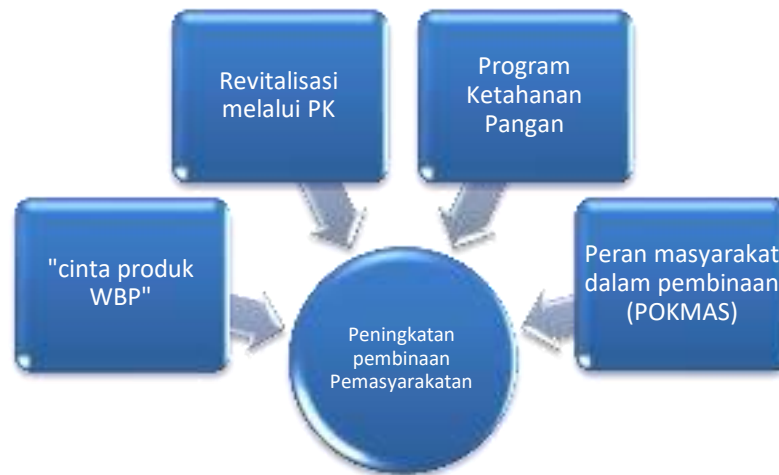 Revitalisasi
melalui PK
Program
Ketahanan
Pangan
"cinta produk
WBP"
Peran masyarakat
dalam pembinaan
(POKMAS)
Peningkatan
pembinaan
Pemasyarakatan